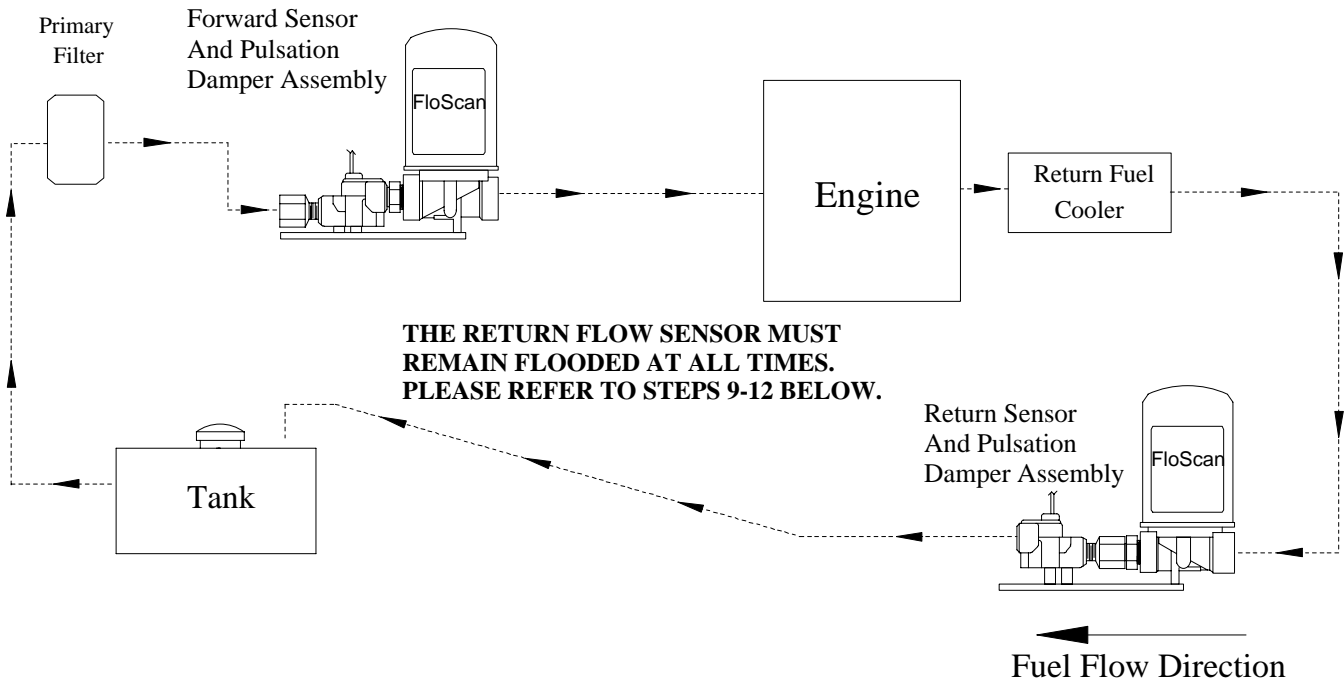 Primary
Filter
Forward Sensor
And Pulsation
Damper Assembly
FloScan
Engine
Return Fuel
Cooler
THE RETURN FLOW SENSOR MUST
REMAIN FLOODED AT ALL TIMES.
PLEASE REFER TO STEPS 9-12 BELOW.
Tank
Return Sensor
And Pulsation
Damper Assembly
FloScan
Fuel Flow Direction